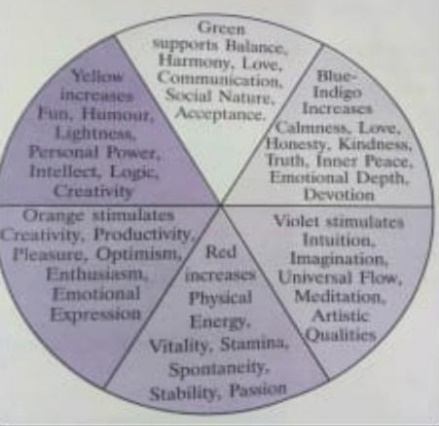 Green
supports Balance,
Harmony, Love,
Communication,
Social Nature,
Acceptance.
Blue-
Indigo
Increases
Calmness, Love,
Honesty, Kindness,
Truth, Inner Peace,
Emotional Depth,
Devotion
Violet stimulates
Intuition,
Imagination,
Universal Flow,
Meditation,
Artistic
Qualities
Red
increases
Physical
Energy,
Vitality, Stamina,
Spontaneity,
Stability, Passion
Orange stimulates
Creativity, Productivity,
Pleasure, Optimism,
Enthusiasm,
Emotional
Expression
Yellow
increases
Fun, Humour,
Lightness,
Personal Power,
Intellect, Logic,
Creativity